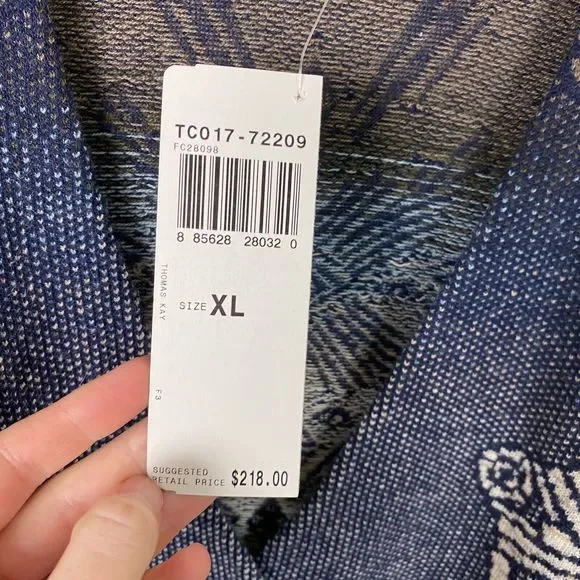 TC017-72209
FC28098
8 85628 28032 0
THOMAS KAY
SIZE XL
F3
SUGGESTED
RETAIL PRICE $218.00